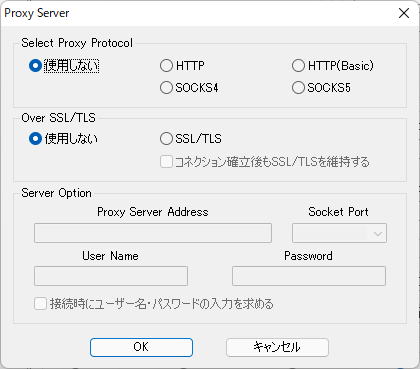 Proxy Server
Select Proxy Protocol
使用しない HTTP HTTP(Basic)
SOCKS4 SOCKS5
Over SSL/TLS
使用しない SSL/TLS
コネクション確立後もSSL/TLSを維持する
Server Option
Proxy Server Address Socket Port
User Name Password
接続時にユーザー名・パスワードの入力を求める
OK キャンセル